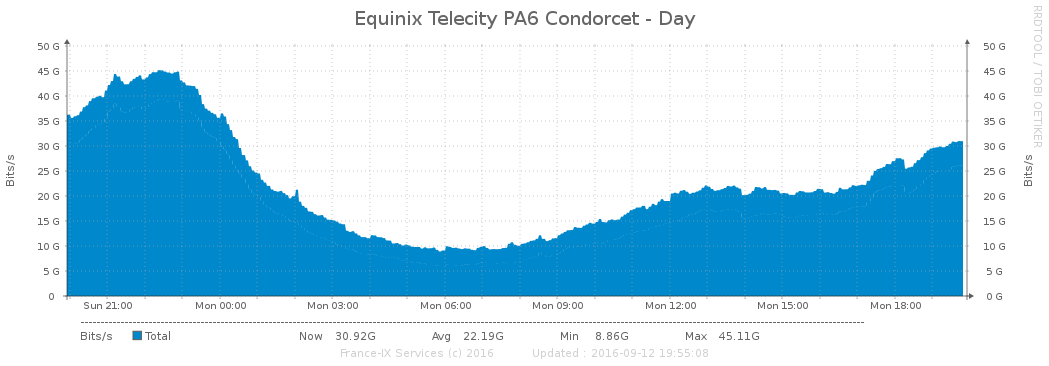 Equinix Telecity PA6 Condorcet - Day
RRDTOOL / TOBI OETIKER
50 G 50 G
45 G 45 G
40 G 40 G
35 G 35 G
30 G 30 G
25 G 25 G
20 G 20 G
15 G 15 G
10 G 10 G
5 G 5 G
0 0 G
Bits/s
Bits/s
Sun 21:00 Mon 00:00 Mon 03:00 Mon 06:00 Mon 09:00 Mon 12:00 Mon 15:00 Mon 18:00
Bits/s Total Now 30.92G Avg 22.19G Min 8.86G Max 45.11G
France-IX Services (c) 2016 Updated : 2016-09-12 19:55:08